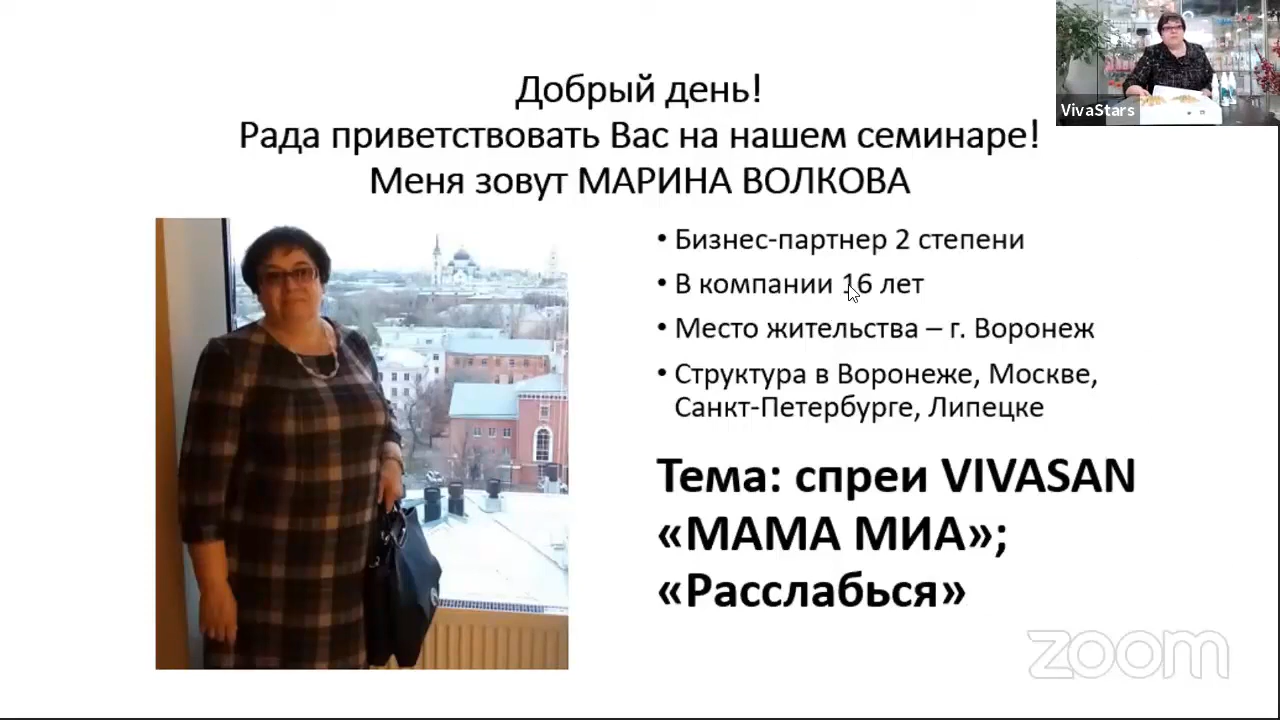 Добрый день!
Рада приветствовать Вас на нашем семинаре!
Меня зовут МАРИНА ВОЛКОВА
VivaStars
• Бизнес-партнер 2 степени
• В компании 16 лет
• Место жительства – г. Воронеж
• Структура в Воронеже, Москве,
Санкт-Петербурге, Липецке
Тема: спреи VIVASAN
«МАМА МИА»;
«Расслабься»
zoom